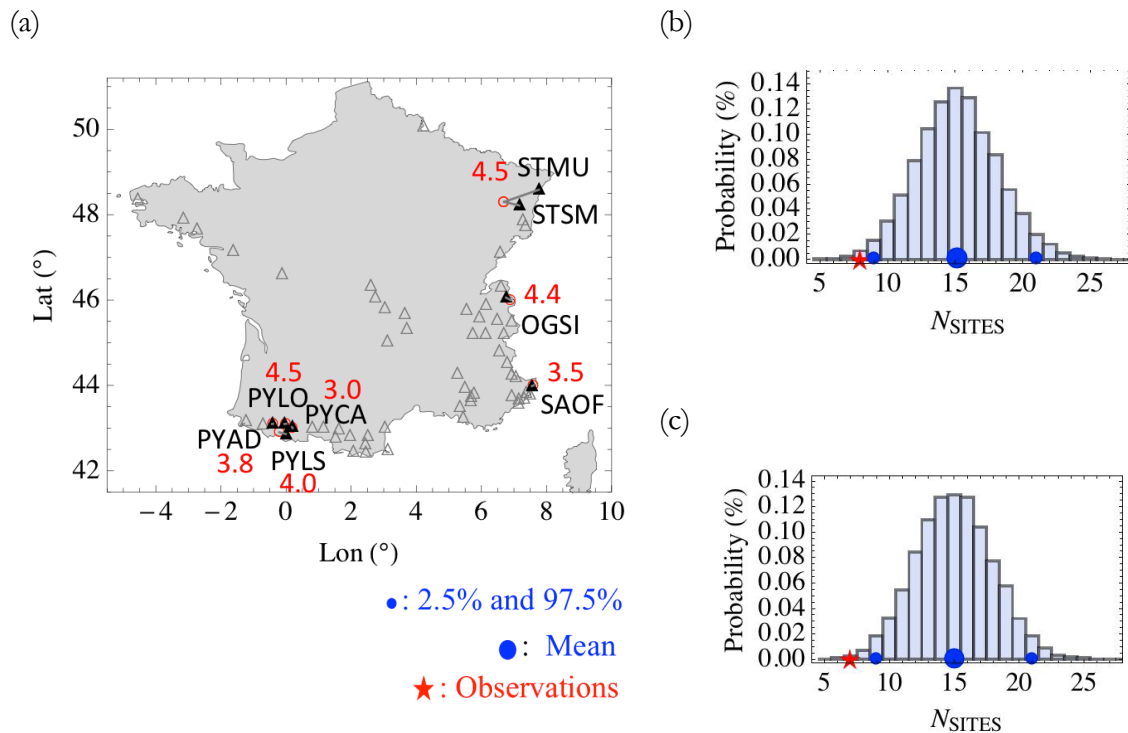 (a)
50
48
46
44
42
Lat (°)
−4
−2
0
2
4
6
8
Lon (°)
4.5
STMU
STSM
4.4
OGSI
3.5
SAOF
4.5
PYLO
3.0
PYCA
PYAD
3.8
PYLS
4.0
: 2.5% and 97.5%
: Mean
: Observations
(b)
Probability (%)
0.14
0.12
0.10
0.08
0.06
0.04
0.02
0.00
5
10
15
20
25
NSITES
(c)
Probability (%)
0.14
0.12
0.10
0.08
0.06
0.04
0.02
0.00
5
10
15
20
25
NSITES